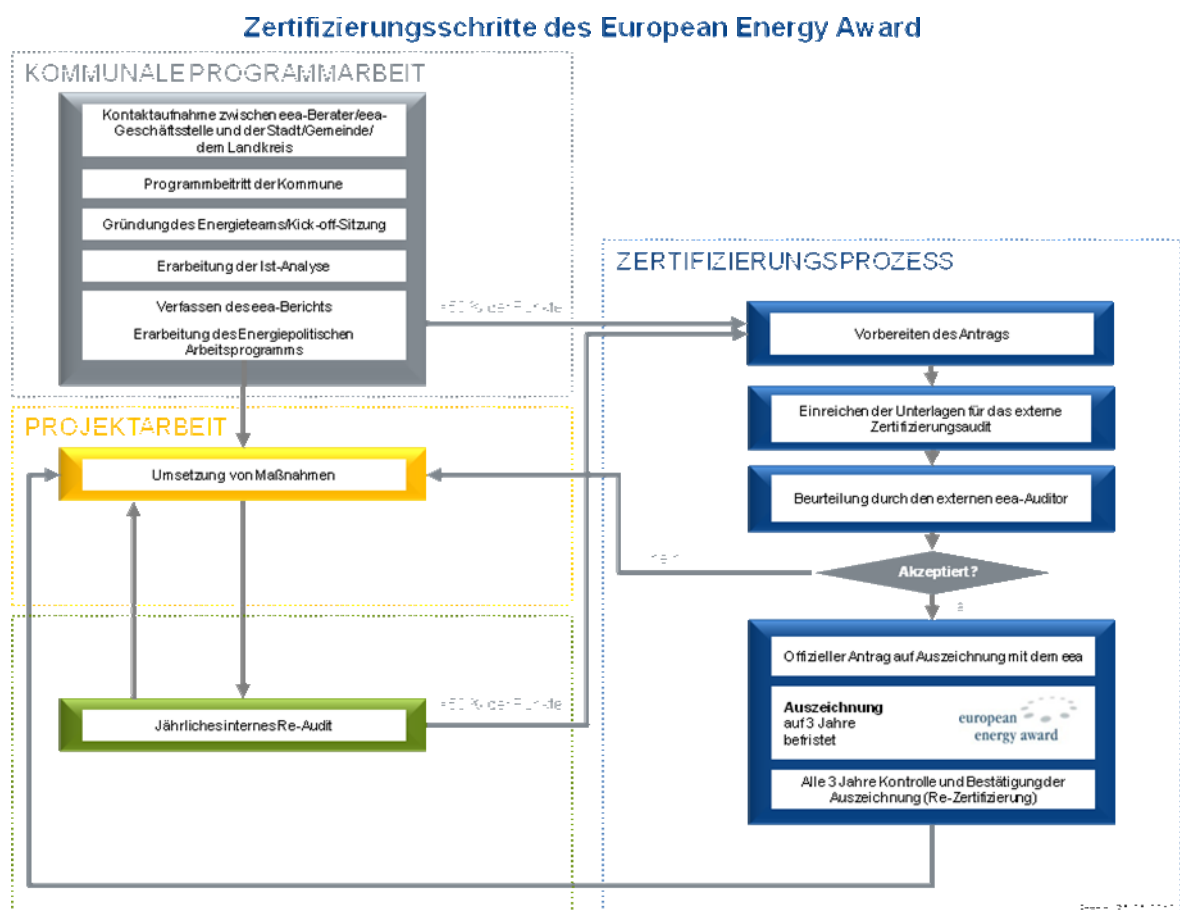 Zertifizierungsschritte des European Energy Award
KOMMUNALE PROGRAMMARBEIT
Kontaktaufnahme zwischen eea-Berater/eea-
Geschäftsstelle und der Stadt/Gemeinde/
dem Landkreis
Programmbeitritt der Kommune
Gründung des Energieteams/Kick-off-Sitzung
Erarbeitung der Ist-Analyse
Verfassen des eea-Berichts
Erarbeitung des Energiepolitischen
Arbeitsprogramms
PROJEKTARBEIT
Umsetzung von Maßnahmen
Jährliches internes Re-Audit
ZERTIFIZIERUNGSPROZESS
Vorbereiten des Antrags
Einreichen der Unterlagen für das externe
Zertifizierungsaudit
Beurteilung durch den externen eea-Auditor
Akzeptiert?
Offizieller Antrag auf Auszeichnung mit dem eea
Auszeichnung
auf 3 Jahre
befristet
european
energy award
Alle 3 Jahre Kontrolle und Bestätigung der
Auszeichnung (Re-Zertifizierung)